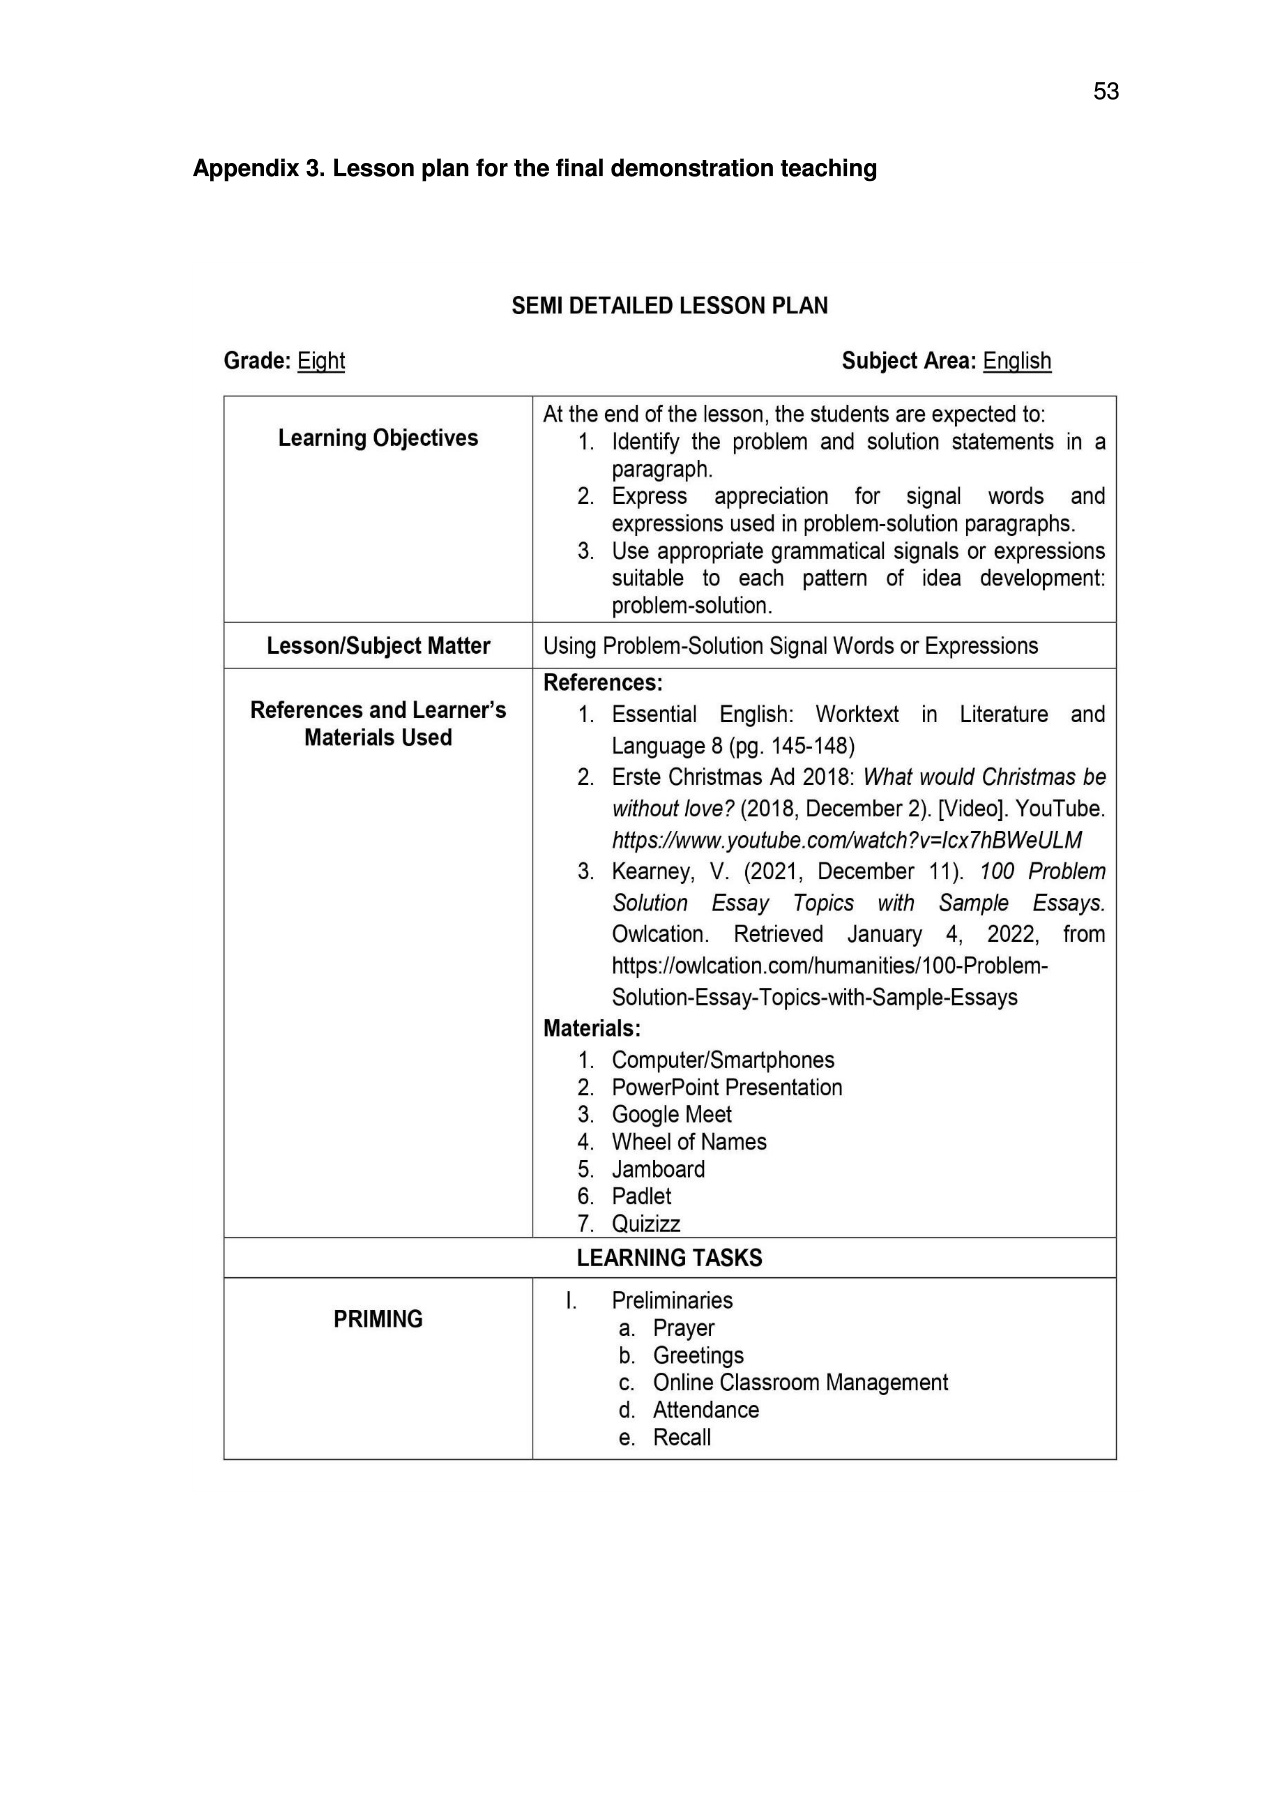 53
Appendix 3. Lesson plan for the final demonstration teaching
SEMI DETAILED LESSON PLAN
Grade: Eight
Subject Area: English
Learning Objectives
At the end of the lesson, the students are expected to:
1. Identify the problem and solution statements in a
paragraph.
2. Express appreciation for signal words and
expressions used in problem-solution paragraphs.
3. Use appropriate grammatical signals or expressions
suitable to each pattern of idea development:
problem-solution.
Lesson/Subject Matter
Using Problem-Solution Signal Words or Expressions
References and Learner’s
Materials Used
References:
1. Essential English: Worktext in Literature and
Language 8 (pg. 145-148)
2. Erste Christmas Ad 2018: What would Christmas be
without love? (2018, December 2). [Video]. YouTube.
https://www.youtube.com/watch?v=Icx7hBWeULM
3. Kearney, V. (2021, December 11). 100 Problem
Solution Essay Topics with Sample Essays.
Owlcation. Retrieved January 4, 2022, from
https://owlcation.com/humanities/100-Problem-
Solution-Essay-Topics-with-Sample-Essays
Materials:
1. Computer/Smartphones
2. PowerPoint Presentation
3. Google Meet
4. Wheel of Names
5. Jamboard
6. Padlet
7. Quizizz
LEARNING TASKS
PRIMING
I. Preliminaries
a. Prayer
b. Greetings
c. Online Classroom Management
d. Attendance
e. Recall